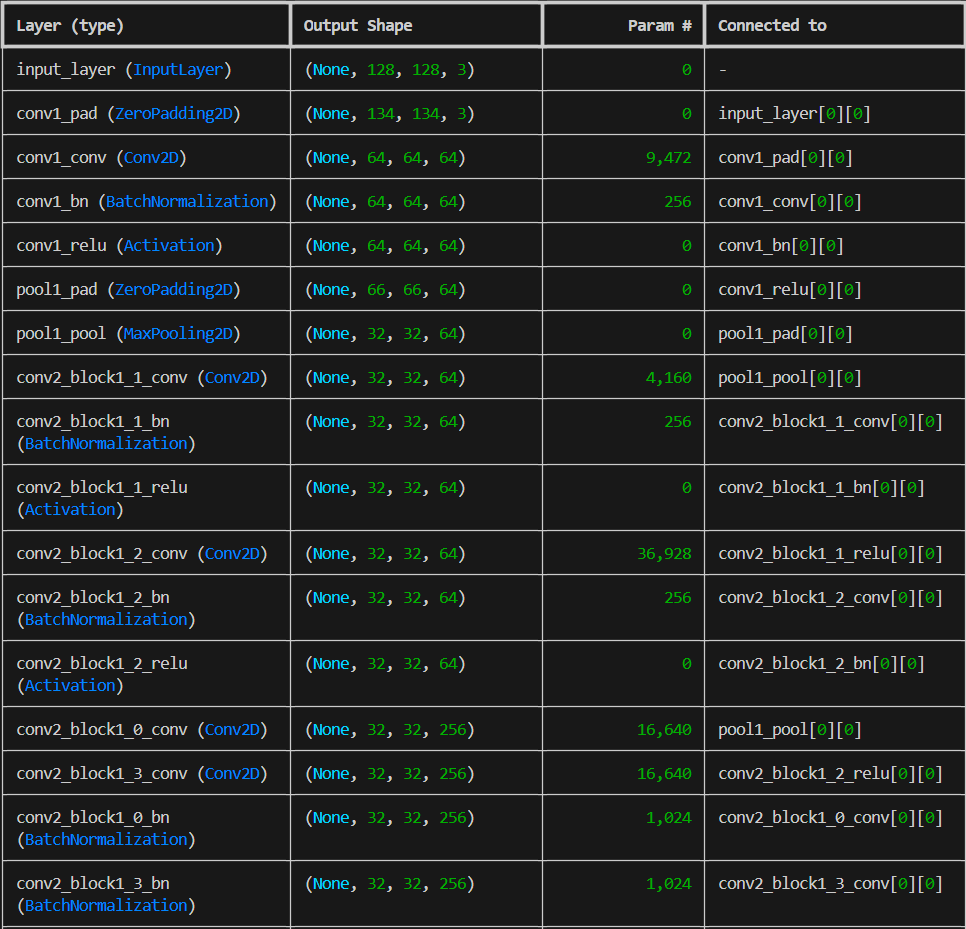 Layer (type) Output Shape Param # Connected to
input_layer (InputLayer) (None, 128, 128, 3) 0 -
conv1_pad (ZeroPadding2D) (None, 134, 134, 3) 0 input_layer[0][0]
conv1_conv (Conv2D) (None, 64, 64, 64) 9,472 conv1_pad[0][0]
conv1_bn (BatchNormalization) (None, 64, 64, 64) 256 conv1_conv[0][0]
conv1_relu (Activation) (None, 64, 64, 64) 0 conv1_bn[0][0]
pool1_pad (ZeroPadding2D) (None, 66, 66, 64) 0 conv1_relu[0][0]
pool1_pool (MaxPooling2D) (None, 32, 32, 64) 0 pool1_pad[0][0]
conv2_block1_1_conv (Conv2D) (None, 32, 32, 64) 4,160 pool1_pool[0][0]
conv2_block1_1_bn (None, 32, 32, 64) 256 conv2_block1_1_conv[0][0]
(BatchNormalization)
conv2_block1_1_relu (None, 32, 32, 64) 0 conv2_block1_1_bn[0][0]
(Activation)
conv2_block1_2_conv (Conv2D) (None, 32, 32, 64) 36,928 conv2_block1_1_relu[0][0]
conv2_block1_2_bn (None, 32, 32, 64) 256 conv2_block1_2_conv[0][0]
(BatchNormalization)
conv2_block1_2_relu (None, 32, 32, 64) 0 conv2_block1_2_bn[0][0]
(Activation)
conv2_block1_0_conv (Conv2D) (None, 32, 32, 256) 16,640 pool1_pool[0][0]
conv2_block1_3_conv (Conv2D) (None, 32, 32, 256) 16,640 conv2_block1_2_relu[0][0]
conv2_block1_0_bn (None, 32, 32, 256) 1,024 conv2_block1_0_conv[0][0]
(BatchNormalization)
conv2_block1_3_bn (None, 32, 32, 256) 1,024 conv2_block1_3_conv[0][0]
(BatchNormalization)